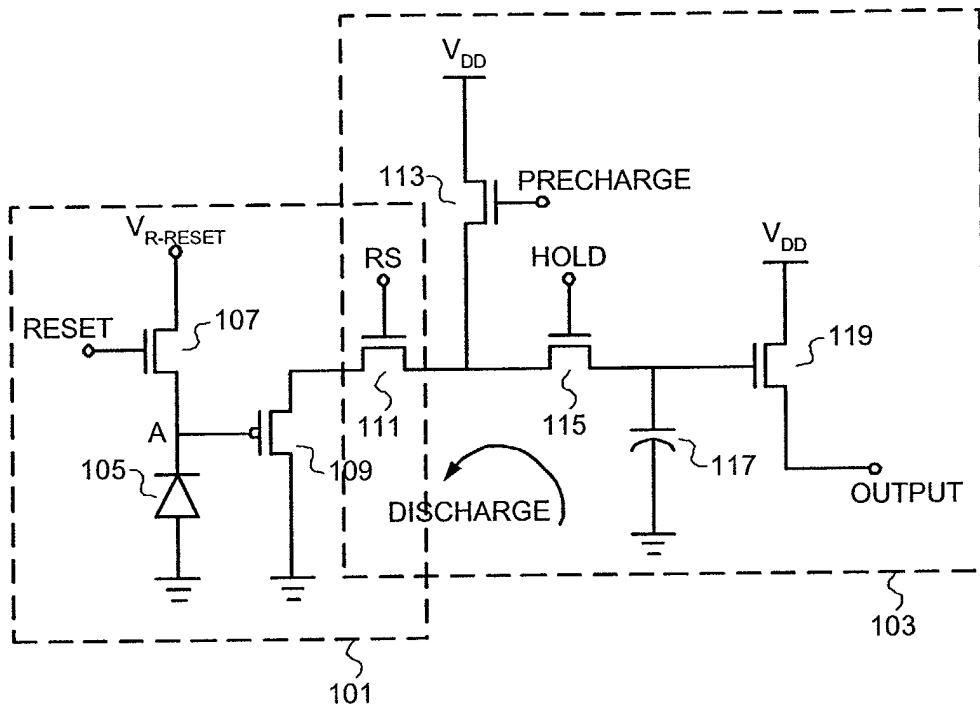 V_DD
113
PRECHARGE
V_R-RESET
RS
HOLD
V_DD
RESET
107
119
111
115
A
109
117
105
DISCHARGE
OUTPUT
103
101